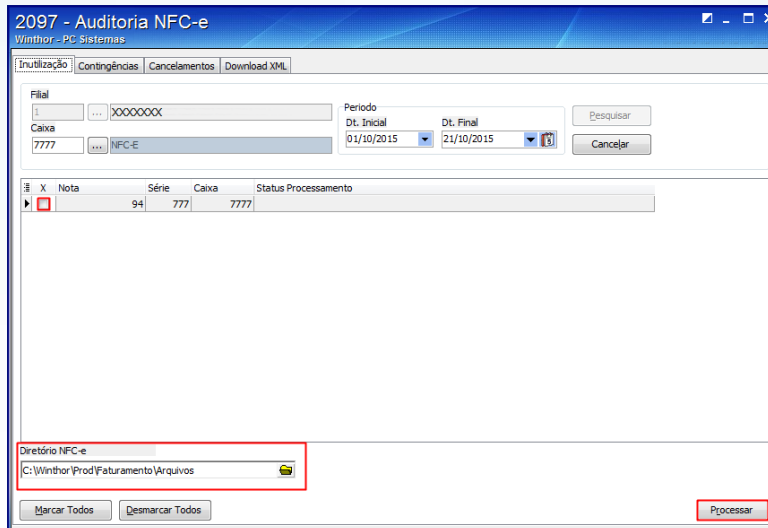 2097 - Auditoria NFC-e
Winthor - PC Sistemas
Inutilização Contingências Cancelamentos Download XML
Filial
1 ... XXXXXXX
Caixa
7777 ... NFC-E
Periodo
Dt. Inicial Dt. Final
01/10/2015 21/10/2015
Pesquisar
Cancelar
X Nota Série Caixa Status Processamento
94 777 7777
Diretório NFC-e
C:\Winthor\Prod\Faturamento\Arquivos
Marcar Todos Desmarcar Todos Processar